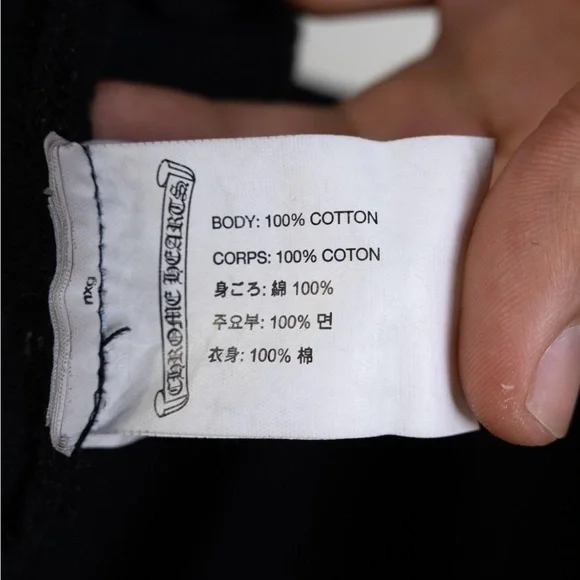 CHROME HEARTS
BODY: 100% COTTON
CORPS: 100% COTON
身ごろ: 綿 100%
주요부: 100% 면
衣身: 100% 棉